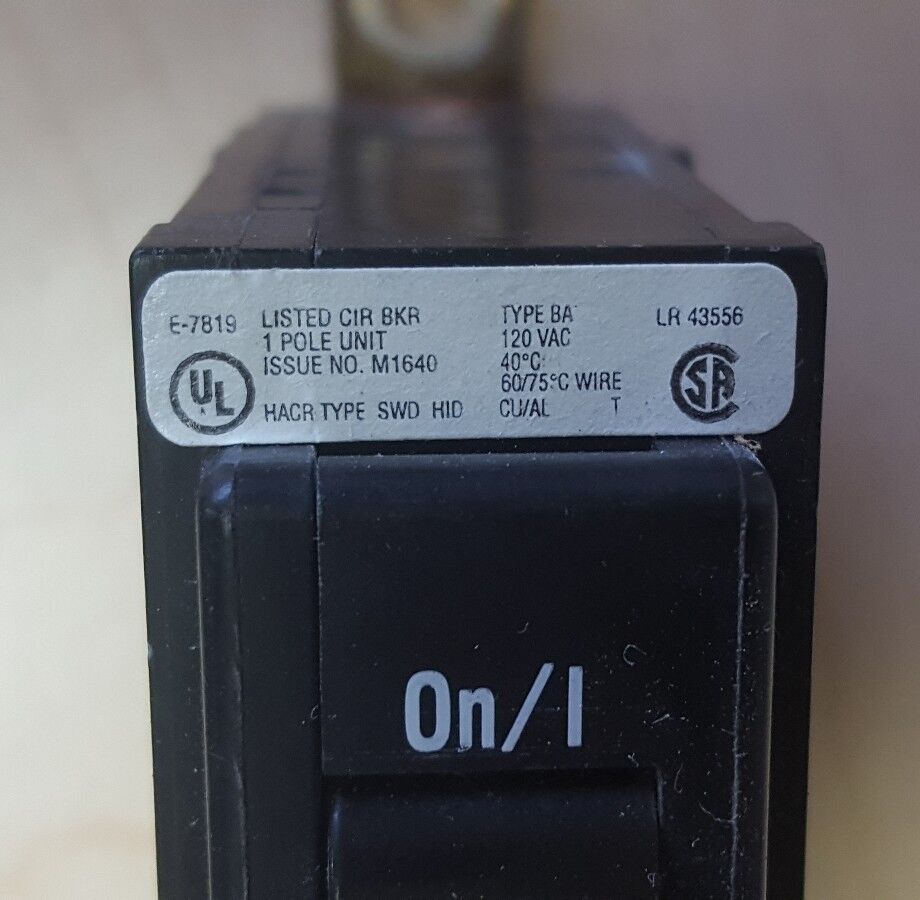 E-7819 LISTED CIR BKR TYPE BA LR 43556
1 POLE UNIT 120 VAC
ISSUE NO. M1640 40°C
UL 60/75°C WIRE SA
HACR TYPE SWD HID CU/AL T
On/I